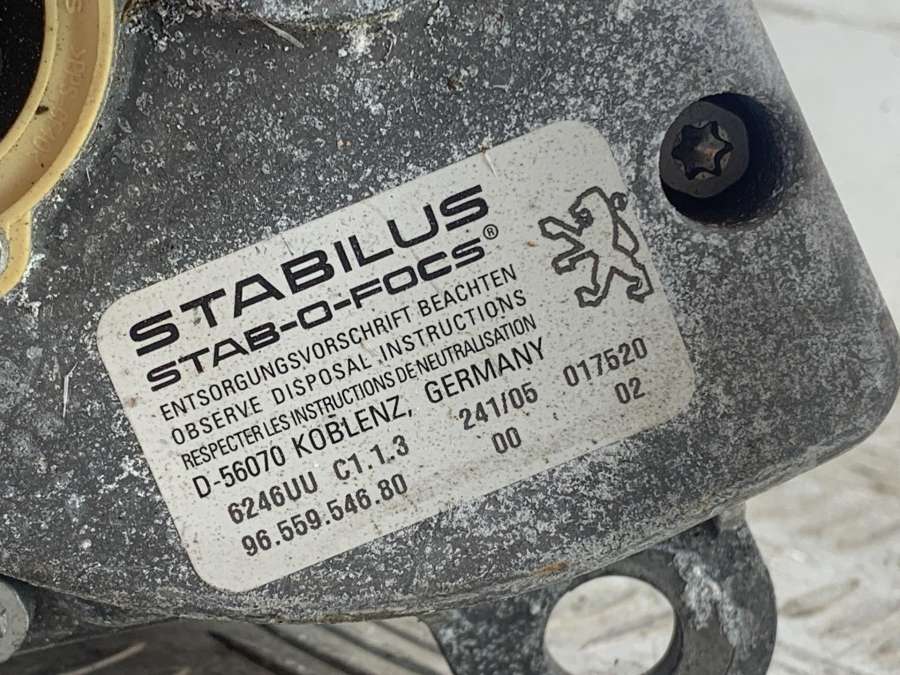 STABILUS
STAB-O-FOCS®
ENTSORGUNGSVORSCHRIFT BEACHTEN
OBSERVE DISPOSAL INSTRUCTIONS
RESPECTER LES INSTRUCTIONS DE NEUTRALISATION
D-56070 KOBLENZ, GERMANY
6246UU C1.1.3 241/05 017520
96.559.546.80 00 02